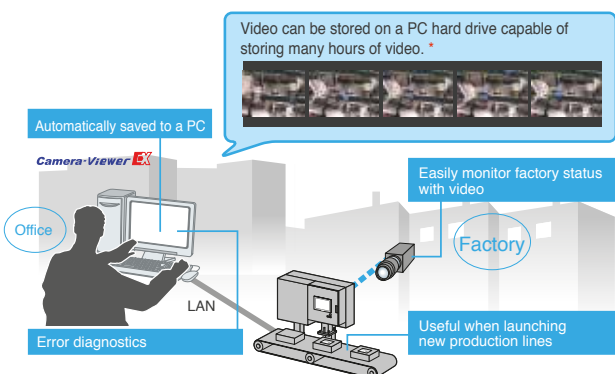 Video can be stored on a PC hard drive capable of
storing many hours of video. *
Automatically saved to a PC
Camera-Viewer EX
Easily monitor factory status
with video
Office
Factory
LAN
Error diagnostics
Useful when launching
new production lines